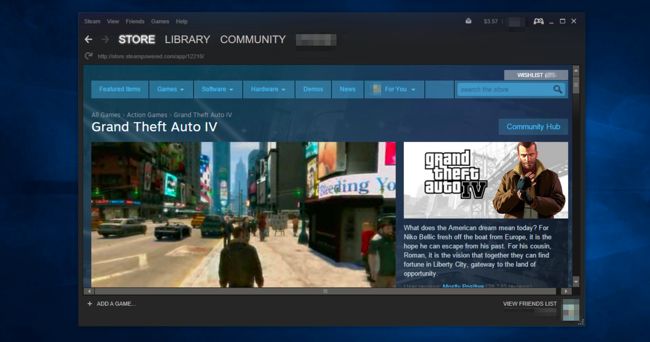 Steam View Friends Games Help
$3.57
STORE LIBRARY COMMUNITY
http://store.steampowered.com/app/12210/
WISHLIST
Featured Items Games Software Hardware Demos News For You search the store
All Games > Action Games > Grand Theft Auto IV
Grand Theft Auto IV
Community Hub
eeding Yo
grand
theft
auto IV
What does the American dream mean today? For
Niko Bellic fresh off the boat from Europe, it is the
hope he can escape from his past. For his cousin,
Roman, it is the vision that together they can find
fortune in Liberty City, gateway to the land of
opportunity.
User reviews: Mostly Positive
+ ADD A GAME...
VIEW FRIENDS LIST